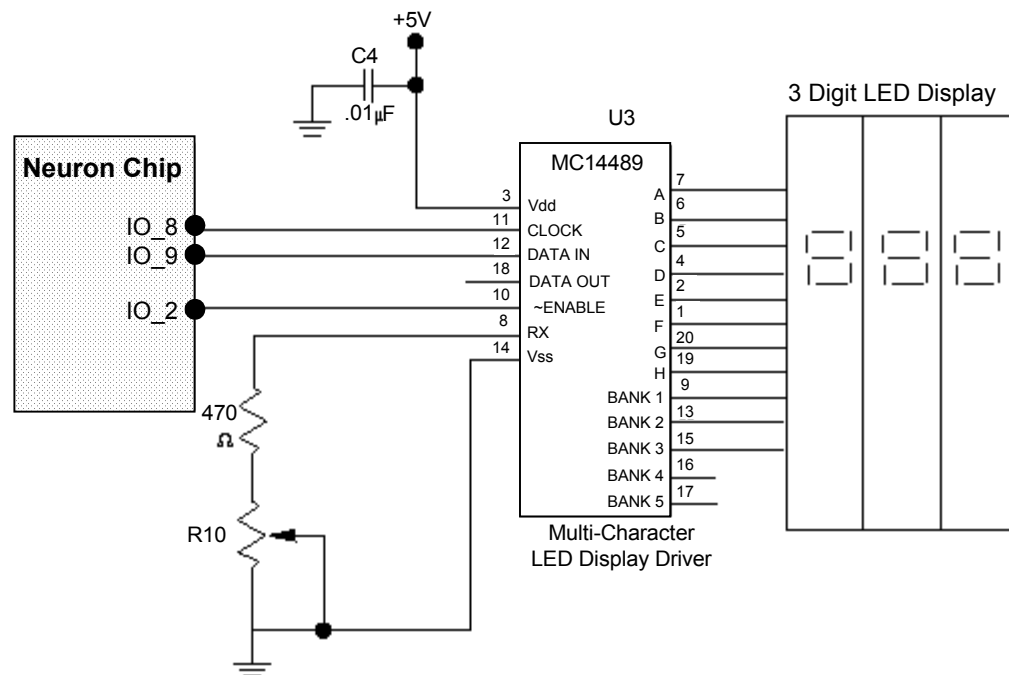 +5V
C4
.01µF
3 Digit LED Display
U3
Neuron Chip
MC14489
IO_8
IO_9
IO_2
3
11
12
18
10
8
14
Vdd
CLOCK
DATA IN
DATA OUT
~ENABLE
RX
Vss
A
B
C
D
E
F
G
H
BANK 1
BANK 2
BANK 3
BANK 4
BANK 5
7
6
5
4
2
1
20
19
9
13
15
16
17
8 8 8
470
Ω
R10
Multi-Character
LED Display Driver